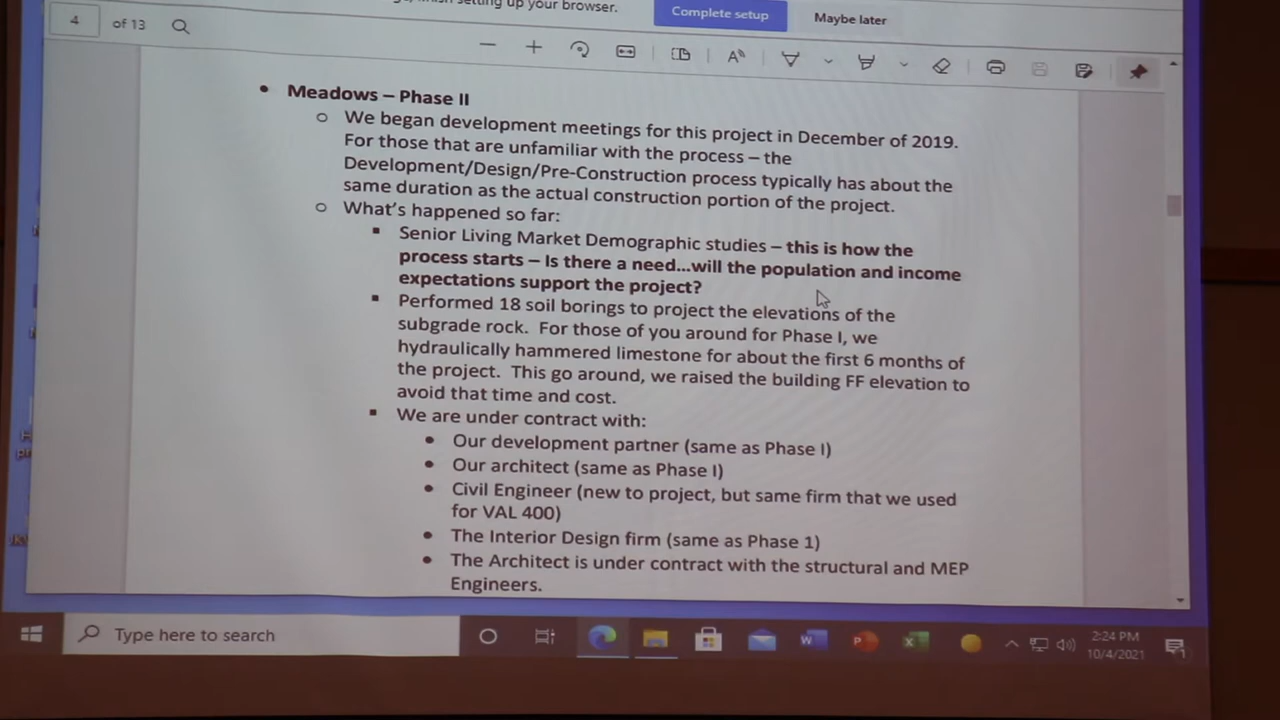 setting up your browser.
Complete setup
Maybe later
4 of 13
Meadows – Phase II
We began development meetings for this project in December of 2019.
For those that are unfamiliar with the process – the
Development/Design/Pre-Construction process typically has about the
same duration as the actual construction portion of the project.
What's happened so far:
Senior Living Market Demographic studies – this is how the
process starts – Is there a need...will the population and income
expectations support the project?
Performed 18 soil borings to project the elevations of the
subgrade rock. For those of you around for Phase I, we
hydraulically hammered limestone for about the first 6 months of
the project. This go around, we raised the building FF elevation to
avoid that time and cost.
We are under contract with:
Our development partner (same as Phase I)
Our architect (same as Phase I)
Civil Engineer (new to project, but same firm that we used
for VAL 400)
The Interior Design firm (same as Phase 1)
The Architect is under contract with the structural and MEP
Engineers.
Type here to search
2:24 PM
10/4/2021